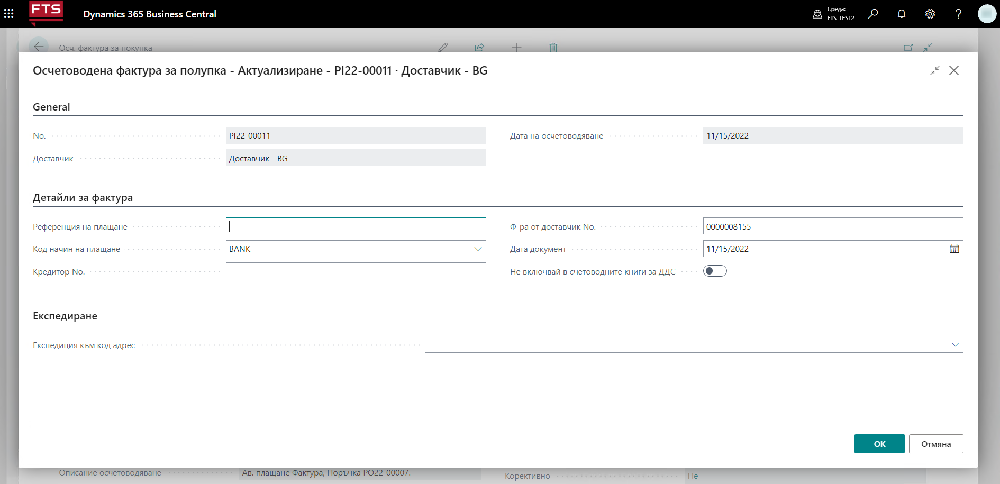 FTS
Dynamics 365 Business Central
Среда:
FTS-TEST2
Осч. фактура за покупка
Осчетоводена фактура за полупка - Актуализиране - PI22-00011 · Доставчик - BG
General
No.
PI22-00011
Дата на осчетоводяване
11/15/2022
Доставчик
Доставчик - BG
Детайли за фактура
Референция на плащане
Ф-ра от доставчик No.
0000008155
Код начин на плащане
BANK
Дата документ
11/15/2022
Кредитор No.
Не включвай в счетоводните книги за ДДС
Експедиране
Експедиция към код адрес
OK
Отмяна
Описание осчетоводяване
Ав. плащане Фактура, Поръчка PO22-00007.
Корективно
Не